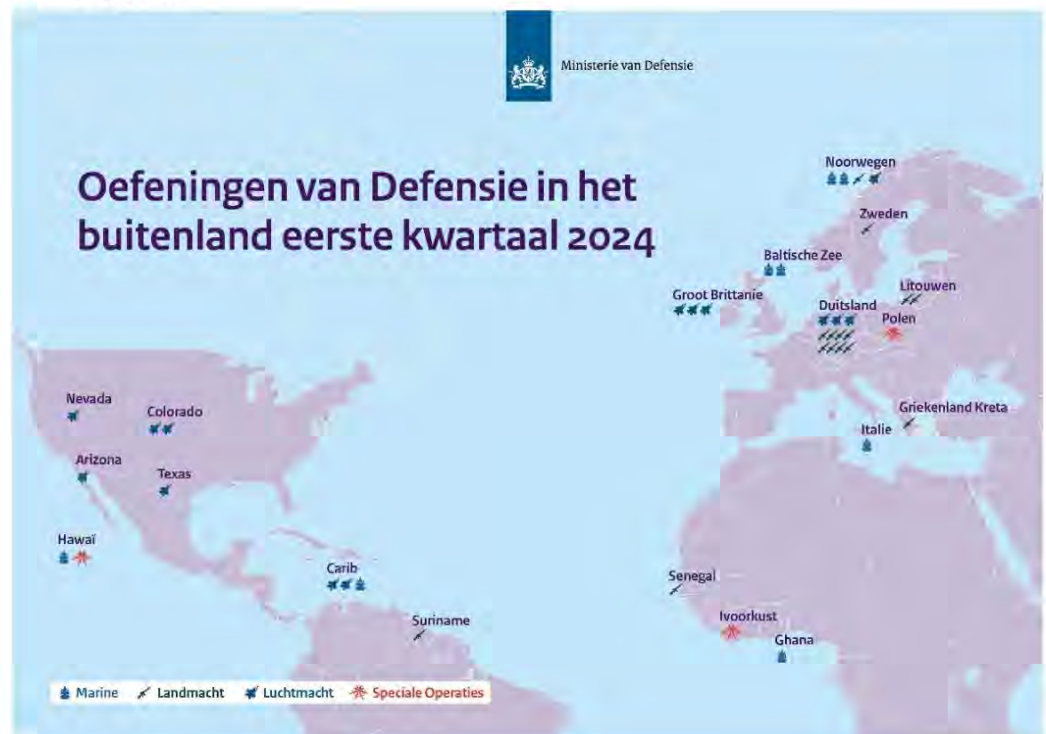 Ministerie van Defensie
Oefeningen van Defensie in het
buitenland eerste kwartaal 2024
Noorwegen
Zweden
Baltische Zee
Groot Brittanie
Duitsland
Litouwen
Polen
Nevada
Colorado
Griekenland Kreta
Italie
Arizona
Texas
Hawaï
Carib
Senegal
Suriname
Ivoorkust
Ghana
Marine Landmacht Luchtmacht Speciale Operaties